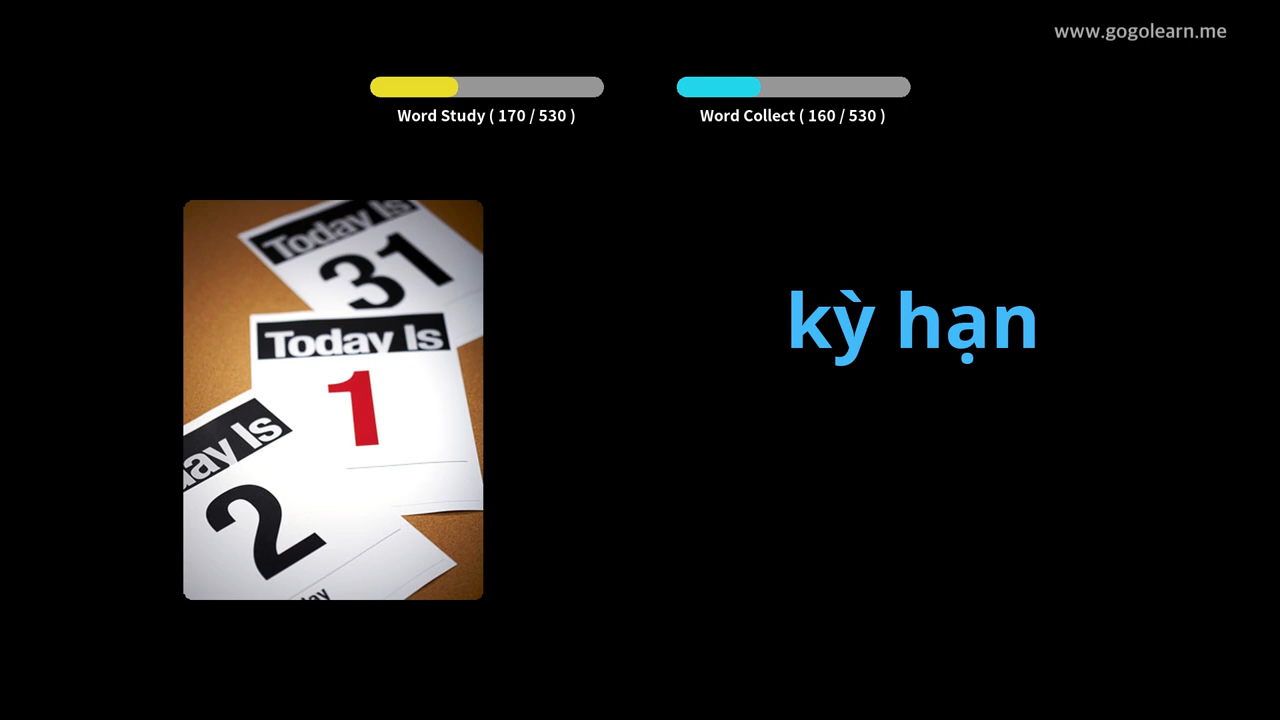 www.gogolearn.me
Word Study ( 170 / 530 )
Word Collect ( 160 / 530 )
Today Is
31
Today Is
1
ay Is
2
kỳ hạn